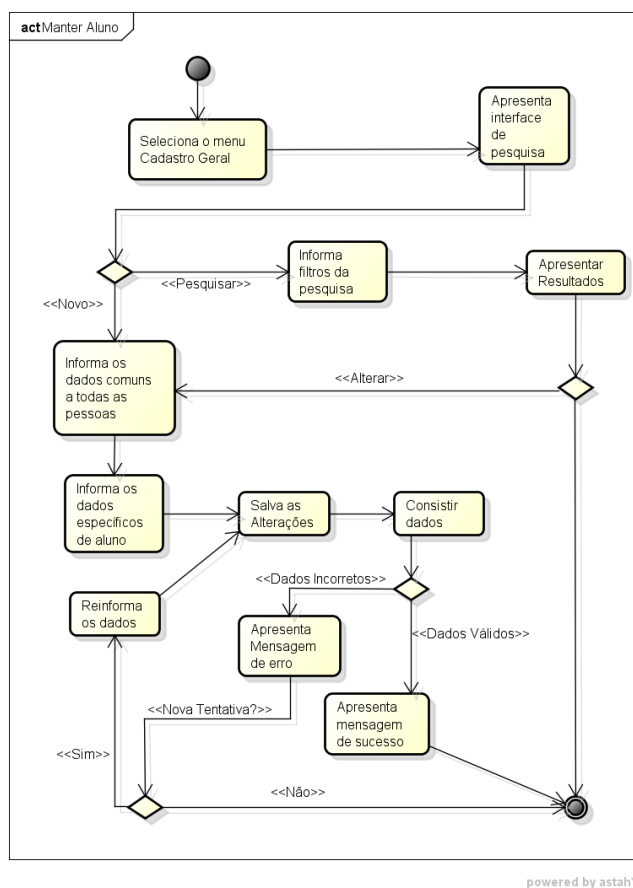 act Manter Aluno
Apresenta
interface
de
pesquisa
Seleciona o menu
Cadastro Geral
Informa
filtros da
pesquisa
Apresentar
Resultados
<<Pesquisar>>
<<Novo>>
Informa os
dados comuns
a todas as
pessoas
<<Alterar>>
Informa os
dados
específicos
de aluno
Salva as
Alterações
Consistir
dados
<<Dados Incorretos>>
Reinforma
os dados
Apresenta
Mensagem
de erro
<<Dados Válidos>>
<<Nova Tentativa?>>
Apresenta
mensagem
de sucesso
<<Sim>>
<<Não>>
powered by astah*